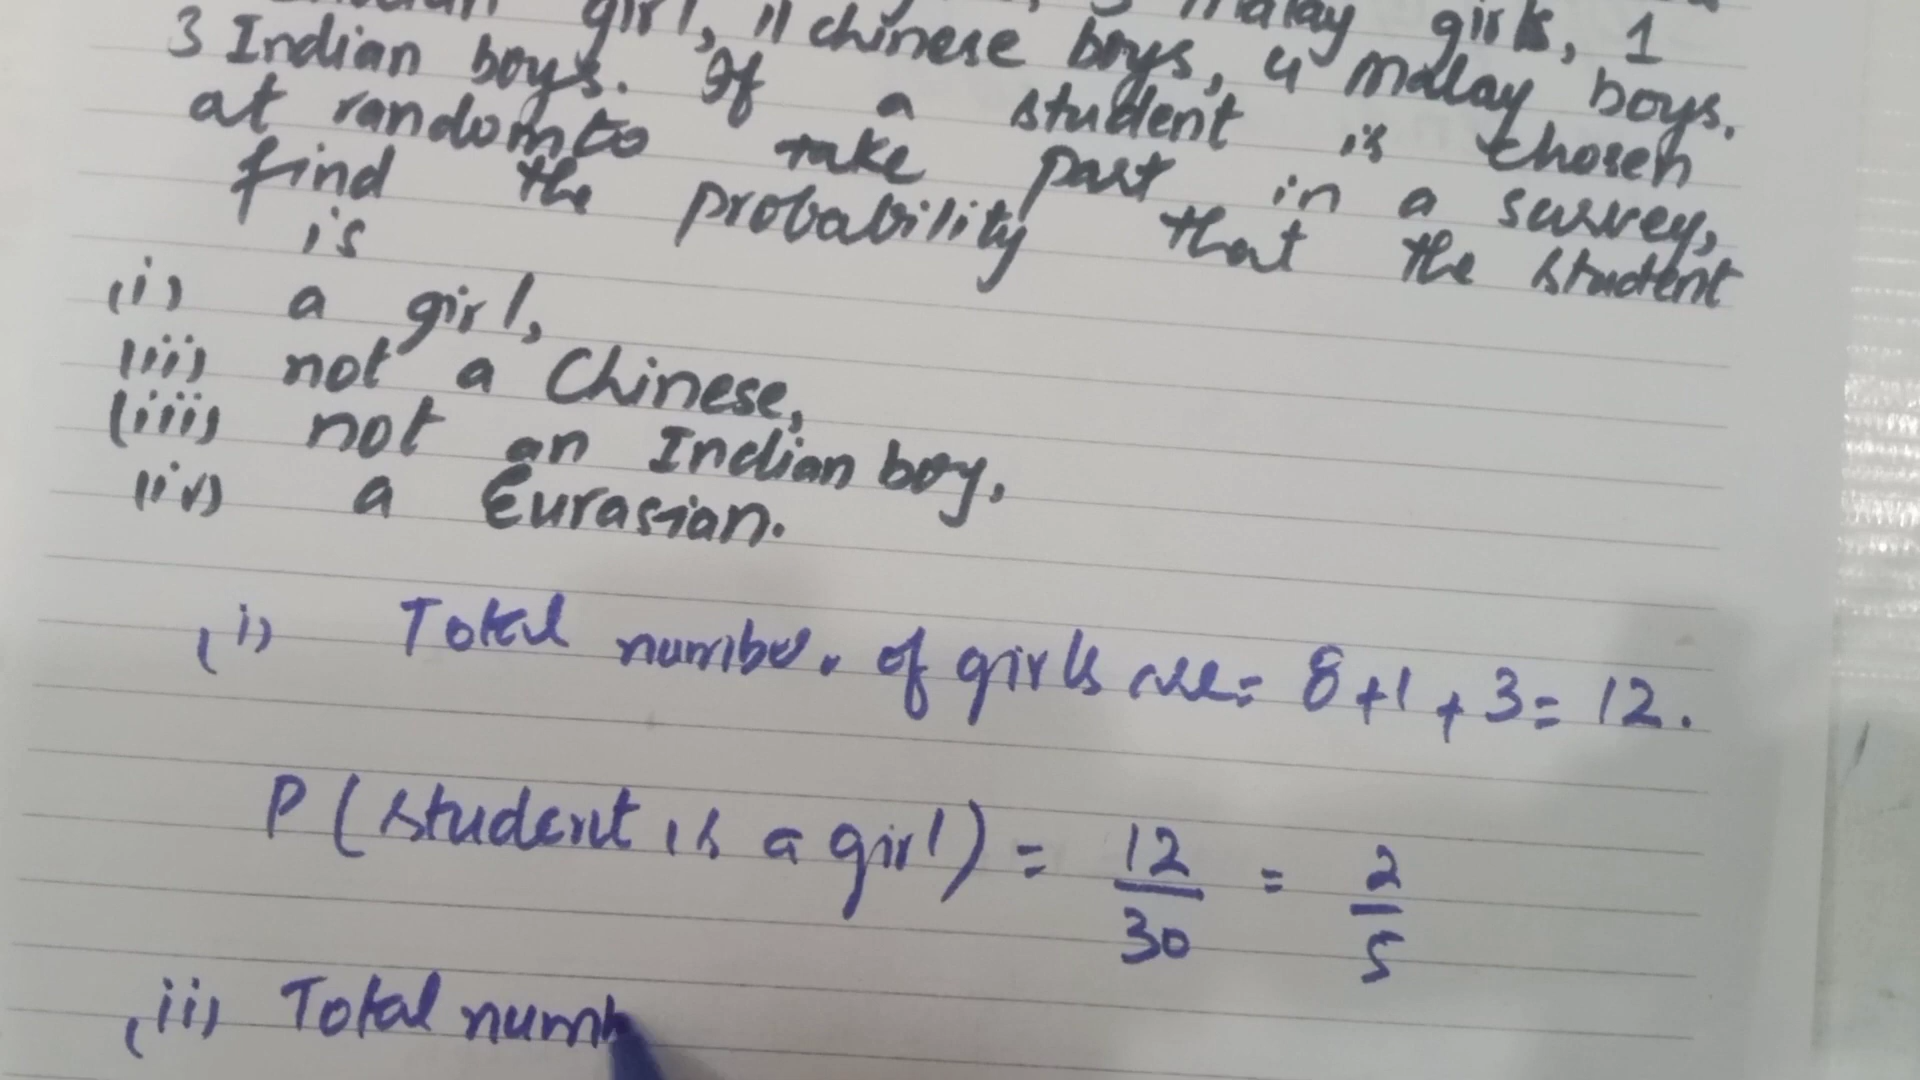 girl, 11 chinese boys, 4 malay boys,
malay girls, 1
3 Indian boys. If a student is chosen
at random to take part in a survey,
find the probability that the student
is
(i) a girl,
(ii) not a Chinese,
(iii) not an Indian boy,
(iv) a Eurasian.
(i) Total number of girls are = 8+1+3= 12.
P(student is a girl) = 12/30 = 2/5
(ii) Total numb